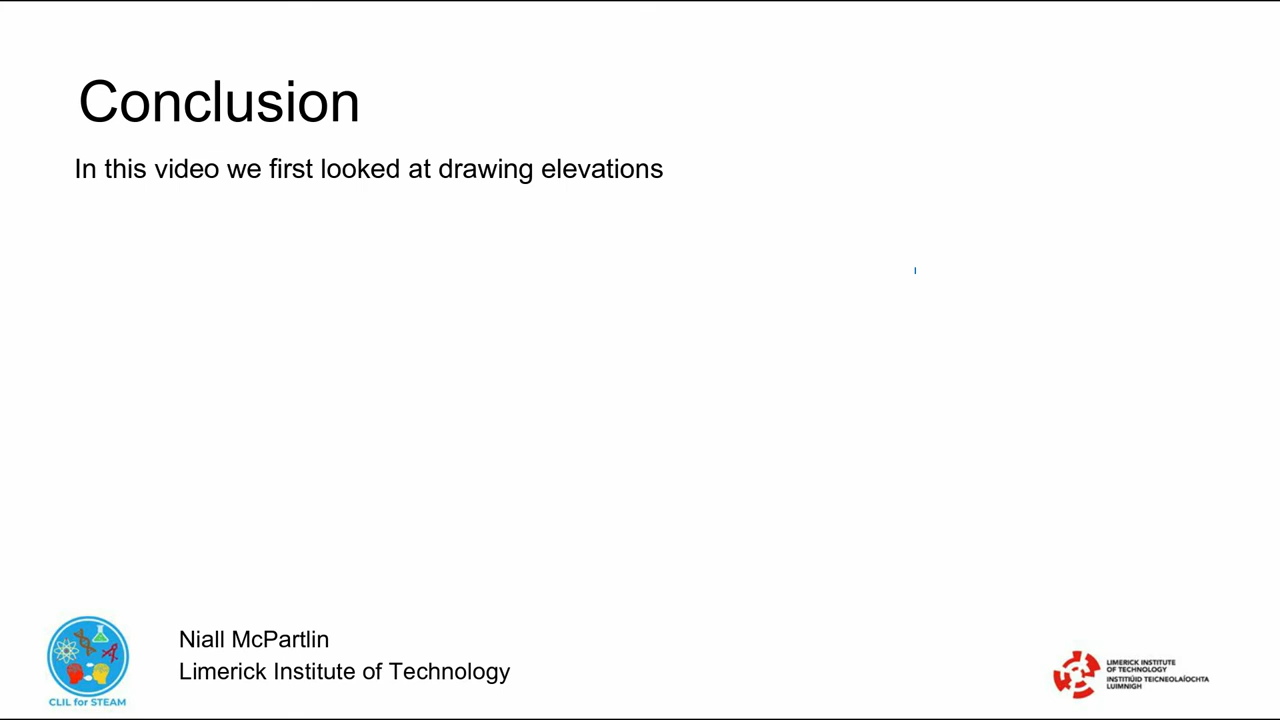 Conclusion
In this video we first looked at drawing elevations
Niall McPartlin
Limerick Institute of Technology
CLIL for STEAM
LIMERICK INSTITUTE
OF TECHNOLOGY
INSTITIÚID TEICNEOLAÍOCHTA
LUIMNIGH